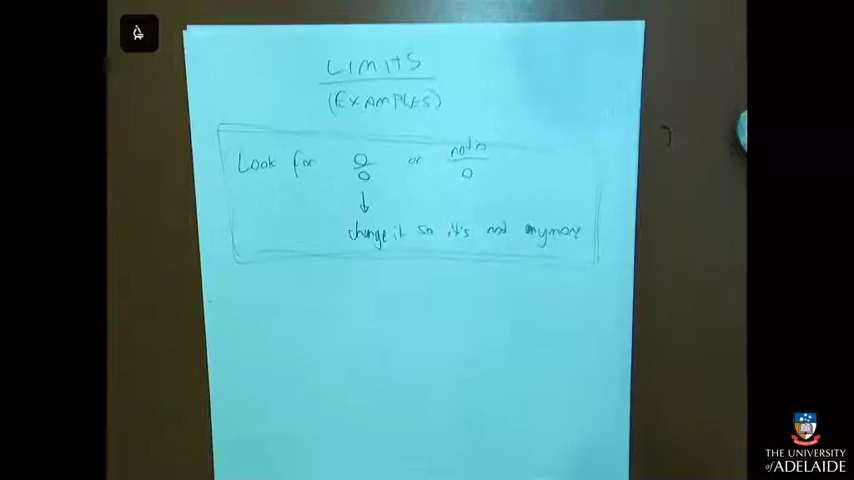 LIMITS
(EXAMPLES)
Look for 0/0 or not 0/0
change it so it's not anymore
THE UNIVERSITY
of ADELAIDE